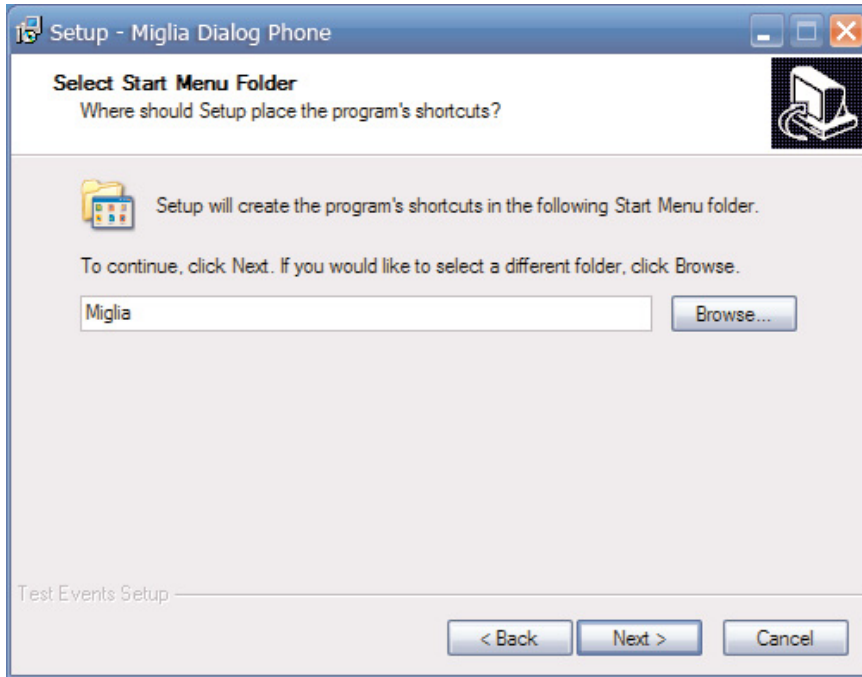 Setup - Miglia Dialog Phone
Select Start Menu Folder
Where should Setup place the program's shortcuts?
Setup will create the program's shortcuts in the following Start Menu folder.
To continue, click Next. If you would like to select a different folder, click Browse.
Miglia
Browse...
Test Events Setup
< Back
Next >
Cancel